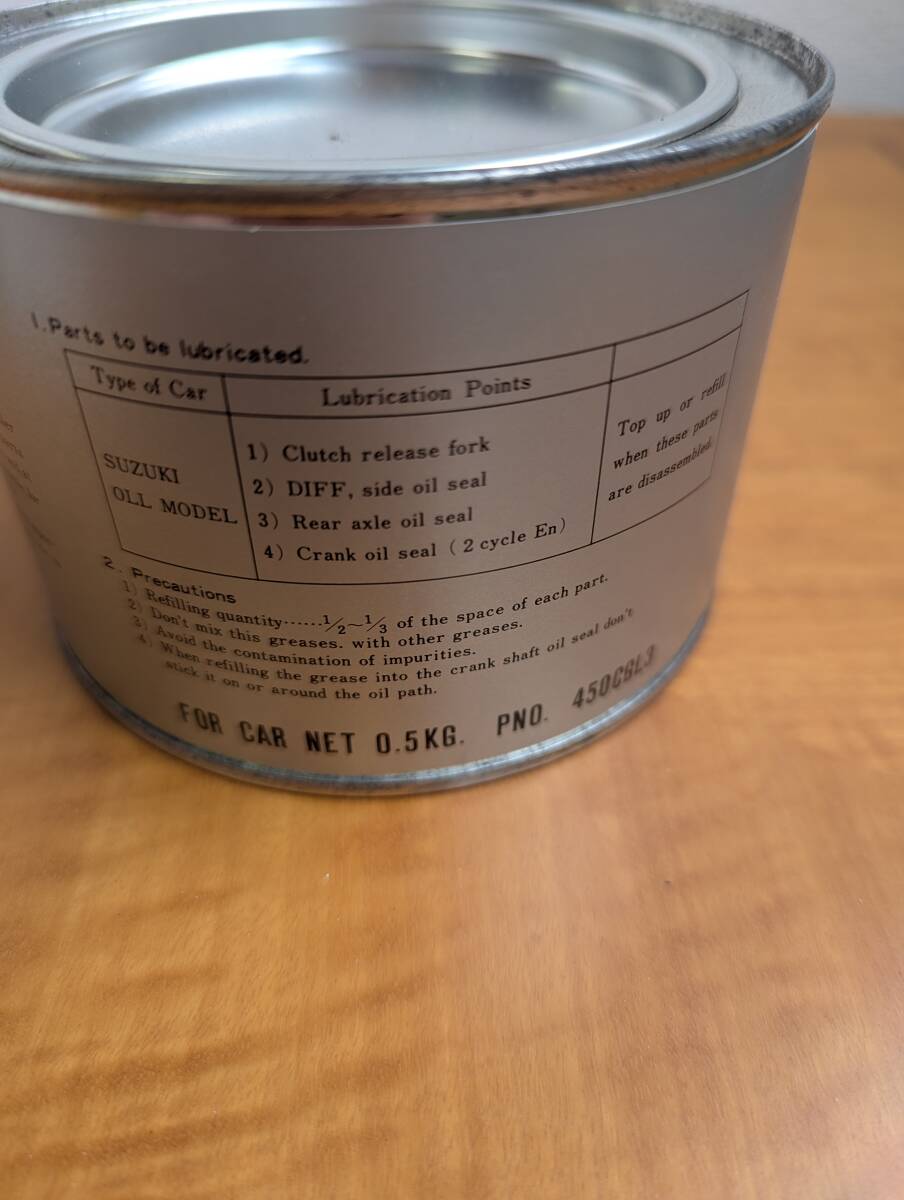 1. Parts to be lubricated.
Type of Car
Lubrication Points
SUZUKI
OLL MODEL
1) Clutch release fork
2) DIFF, side oil seal
3) Rear axle oil seal
4) Crank oil seal (2 cycle En)
Top up or refill
when these parts
are disassembled.
2. Precautions
1) Refilling quantity......1/2~1/3 of the space of each part.
2) Don't mix this greases. with other greases.
3) Avoid the contamination of impurities.
4) When refilling the grease into the crank shaft oil seal don't
stick it on or around the oil path.
FOR CAR NET 0.5KG. PNO. 450CGL3